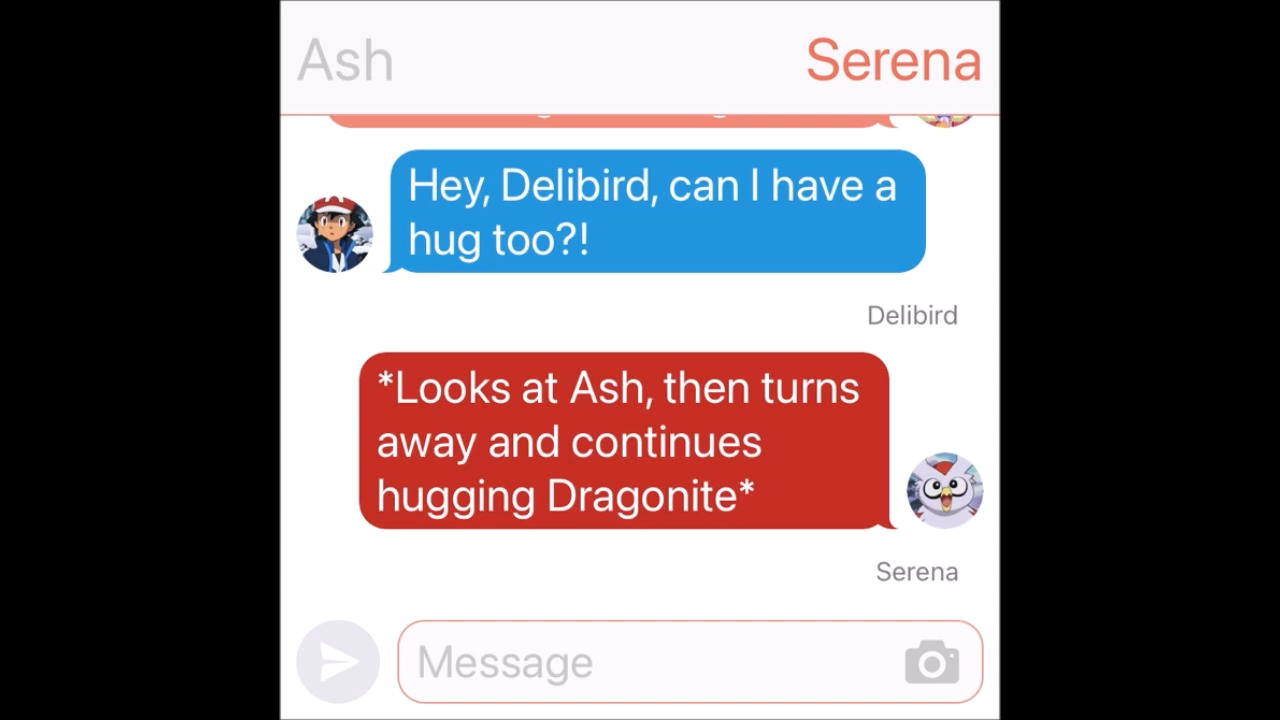 Ash
Serena
Hey, Delibird, can I have a
hug too?!
Delibird
*Looks at Ash, then turns
away and continues
hugging Dragonite*
Serena
Message